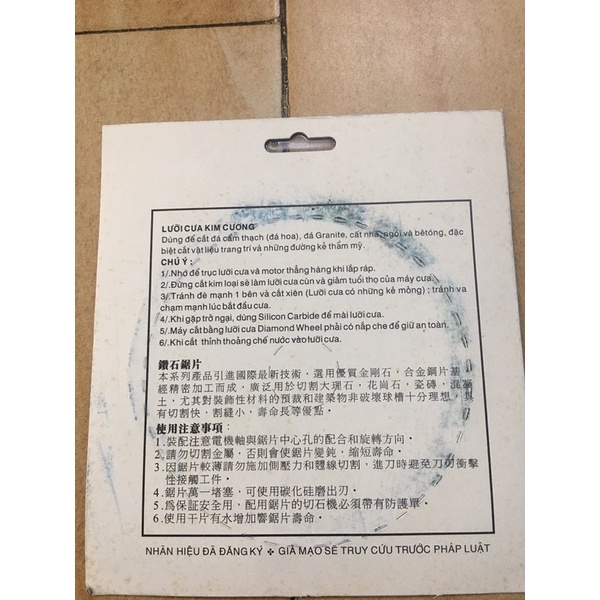 LƯỠI CƯA KIM CƯƠNG
Dùng để cắt đá cẩm thạch (đá hoa), đá Granite, cắt nhà, ngói và bêtông, đặc
biệt cắt vật liệu trang trí và những đường kẻ thẩm mỹ.
CHÚ Ý :
1/.Nhớ để trục lưỡi cưa và motor thẳng hàng khi lắp ráp.
2/.Đừng cắt kim loại sẽ làm lưỡi cưa cùn và giảm tuổi thọ của máy cưa.
3/.Tránh đè mạnh 1 bên và cắt xiên (Lưỡi cưa có những kẻ mỏng) ; tránh va
chạm mạnh lúc bắt đầu cưa.
4/.Khi gặp trở ngại, dùng Silicon Carbide để mài lưỡi cưa.
5/.Máy cắt bằng lưỡi cưa Diamond Wheel phải có nắp che để giữ an toàn.
6/.Khi cắt thỉnh thoảng chế nước vào lưỡi cưa.
鑽石鋸片
本系列產品引進國際最新技術，選用優質金剛石，合金鋼片基
經精密加工而成，廣泛用於切割大理石，花崗石，瓷磚，混凝
土，尤其對裝飾性材料的預裁和建築物非破壞球槽十分理想，具
有切割快，割縫小，壽命長等優點。
使用注意事項：
1.裝配注意電機軸與鋸片中心孔的配合和旋轉方向。
2.請勿切割金屬，否則會使鋸片變鈍，縮短壽命。
3.因鋸片較薄請勿施加側壓力和體線切割，進刀時避免刀刃衝擊
性接觸工件。
4.鋸片萬一堵塞，可使用碳化硅磨出刃。
5.爲保証安全用，配用鋸片的切石機必須帶有防護罩。
6.使用干片有水增加響鋸片壽命。
NHÃN HIỆU ĐÃ ĐĂNG KÝ ❖ GIẢ MẠO SẼ TRUY CỨU TRƯỚC PHÁP LUẬT